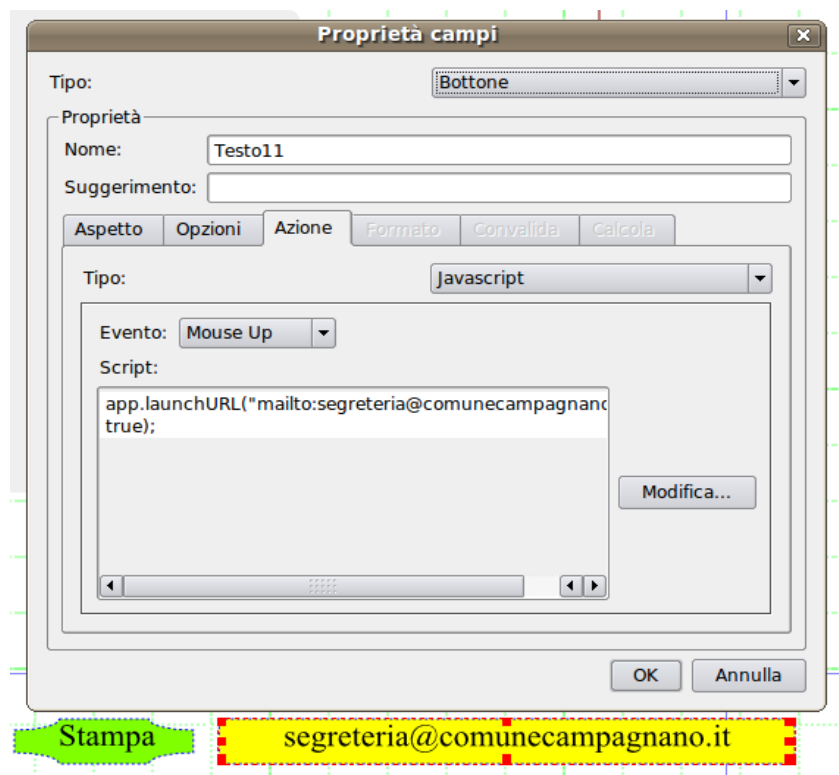 Proprietà campi
Tipo: Bottone
Proprietà
Nome: Testo11
Suggerimento:
Aspetto Opzioni Azione Formato Convalida Calcola
Tipo: Javascript
Evento: Mouse Up
Script:
app.launchURL("mailto:segreteria@comunecampagnano
true);
Modifica...
OK Annulla
Stampa segreteria@comunecampagnano.it